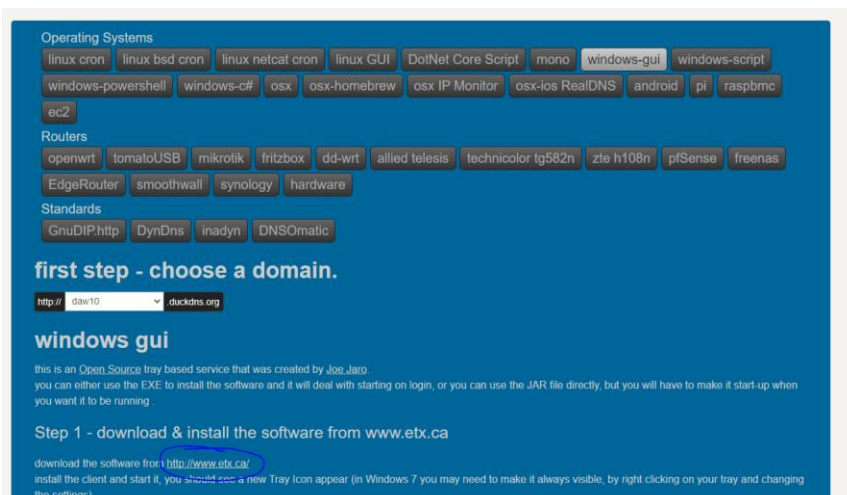 Operating Systems
linux cron linux bsd cron linux netcat cron linux GUI DotNet Core Script mono windows-gui windows-script
windows-powershell windows-c# osx osx-homebrew osx IP Monitor osx-ios RealDNS android pi raspbmc
ec2
Routers
openwrt tomatoUSB mikrotik fritzbox dd-wrt allied telesis technicolor tg582n zte h108n pfSense freenas
EdgeRouter smoothwall synology hardware
Standards
GnuDIP.http DynDns inadyn DNSOmatic
first step - choose a domain.
http:// daw10 .duckdns.org
windows gui
this is an Open Source tray based service that was created by Joe Jaro.
you can either use the EXE to install the software and it will deal with starting on login, or you can use the JAR file directly, but you will have to make it start-up when
you want it to be running .
Step 1 - download & install the software from www.etx.ca
download the software from http://www.etx.ca/
install the client and start it, you should see a new Tray Icon appear (in Windows 7 you may need to make it always visible, by right clicking on your tray and changing
the settings)